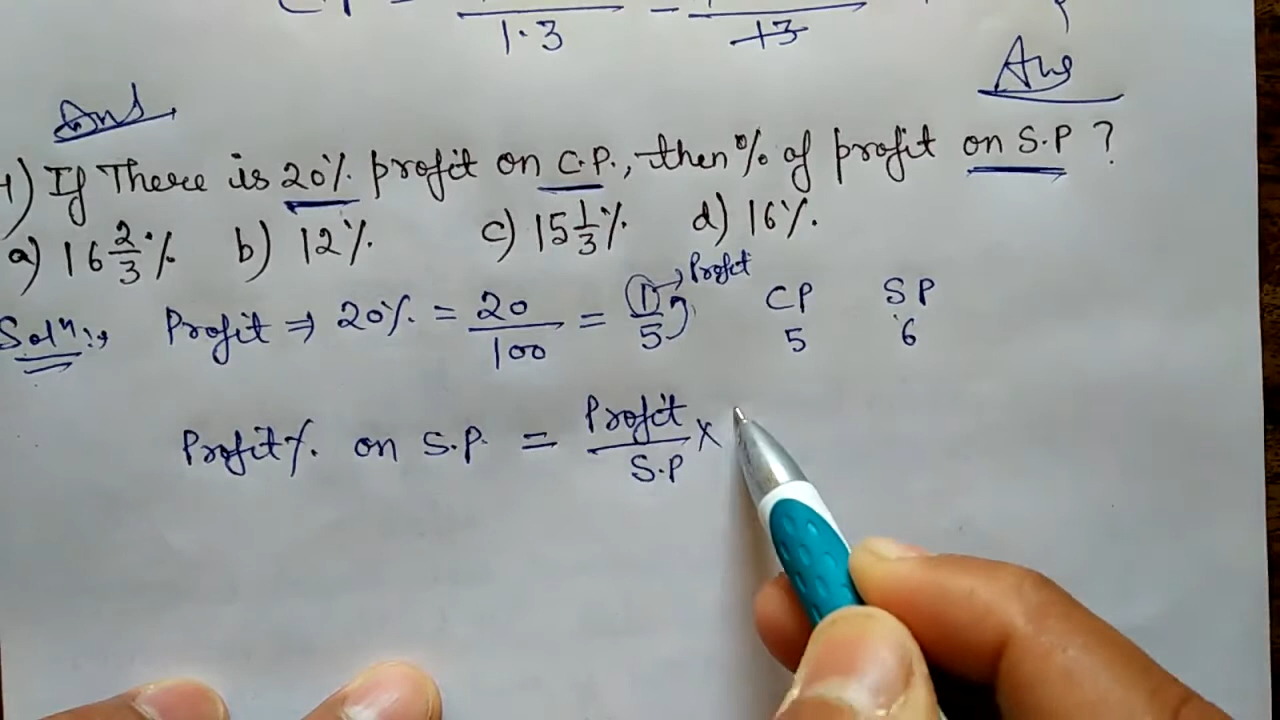 1.3 13
Ans
Ans
1) If There is 20% profit on C.P., then % of profit on S.P ?
a) 16 2/3 % b) 12% c) 15 1/3 % d) 16%.
Profit
Solⁿ:→ Profit ⇒ 20% = 20/100 = 1/5 CP SP
5 6
Profit % on S.P. = Profit/S.P ×